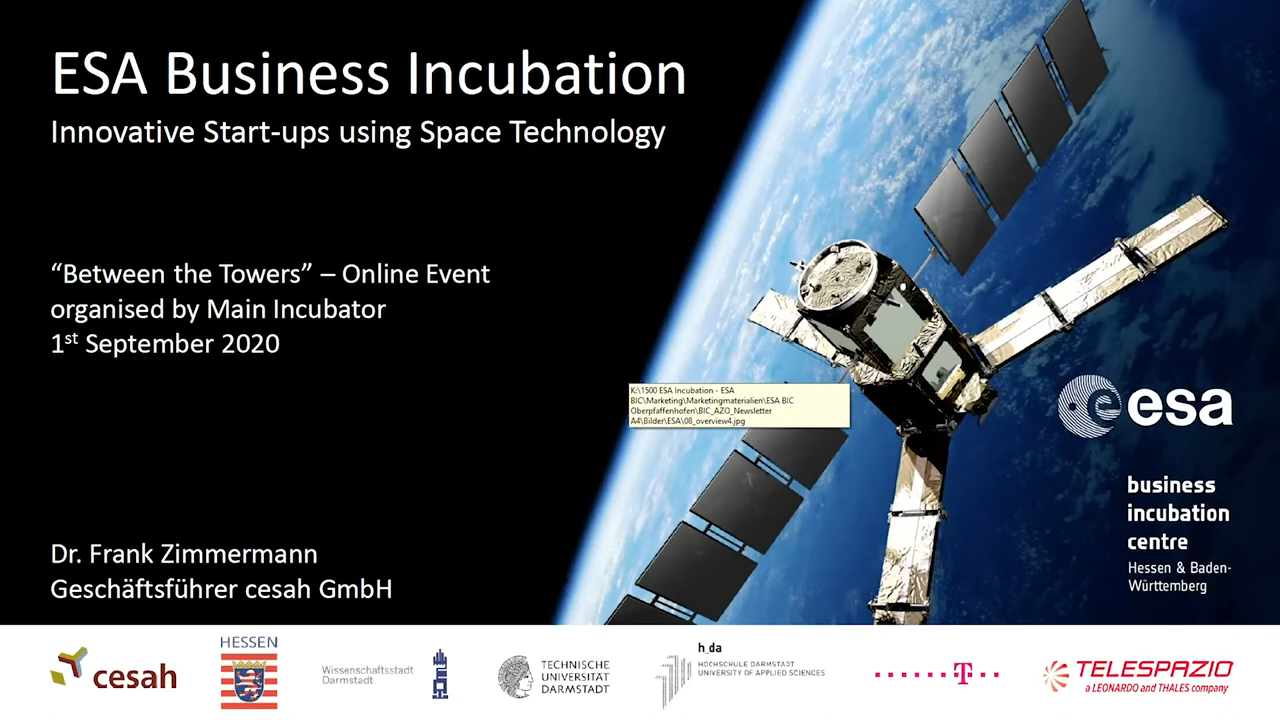 ESA Business Incubation
Innovative Start-ups using Space Technology
“Between the Towers” – Online Event
organised by Main Incubator
1st September 2020
K:\1500 ESA Incubation - ESA
BIC\Marketing\Marketingmaterialien\ESA BIC
Oberpfaffenhofen\BIC_AZO_Newsletter
A4\Bilder\ESA\08_overview4.jpg
esa
business
incubation
centre
Hessen & Baden-
Württemberg
Dr. Frank Zimmermann
Geschäftsführer cesah GmbH
cesah
HESSEN
Wissenschaftsstadt
Darmstadt
TECHNISCHE
UNIVERSITÄT
DARMSTADT
h_da
HOCHSCHULE DARMSTADT
UNIVERSITY OF APPLIED SCIENCES
T
TELESPAZIO
a LEONARDO and THALES company